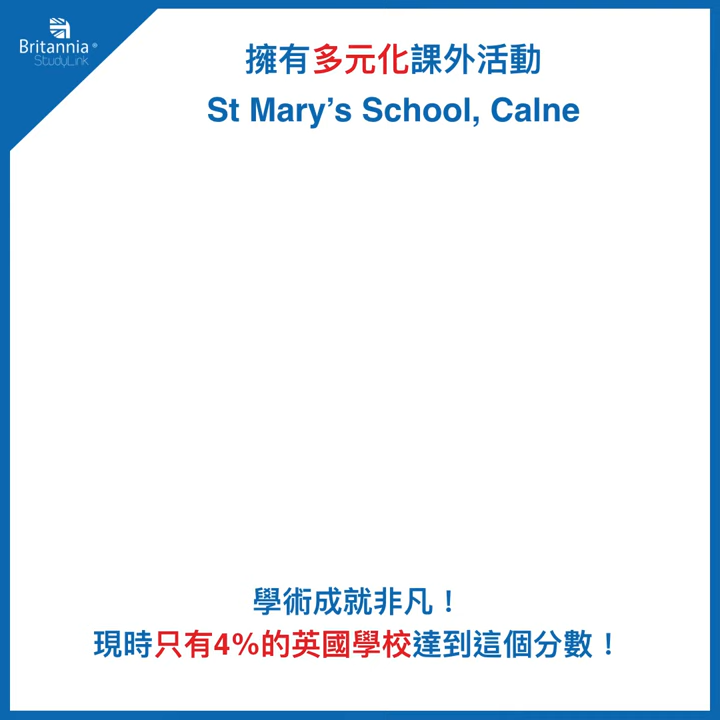 Britannia®
StudyLink
擁有多元化課外活動
St Mary’s School, Calne
學術成就非凡！
現時只有4%的英國學校達到這個分數！